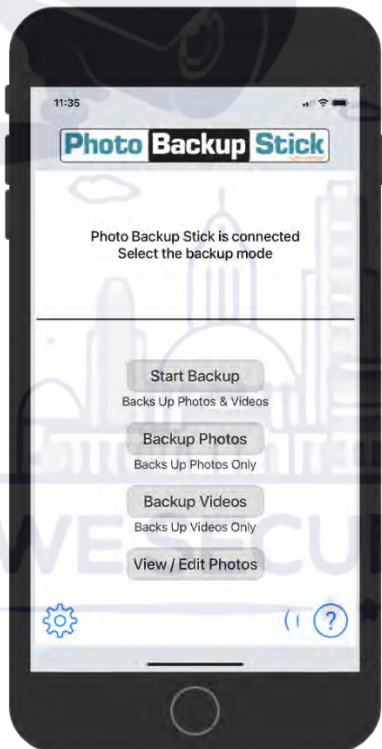 11:35
Photo Backup Stick
Photo Backup Stick is connected
Select the backup mode
Start Backup
Backs Up Photos & Videos
Backup Photos
Backs Up Photos Only
Backup Videos
Backs Up Videos Only
View / Edit Photos
?